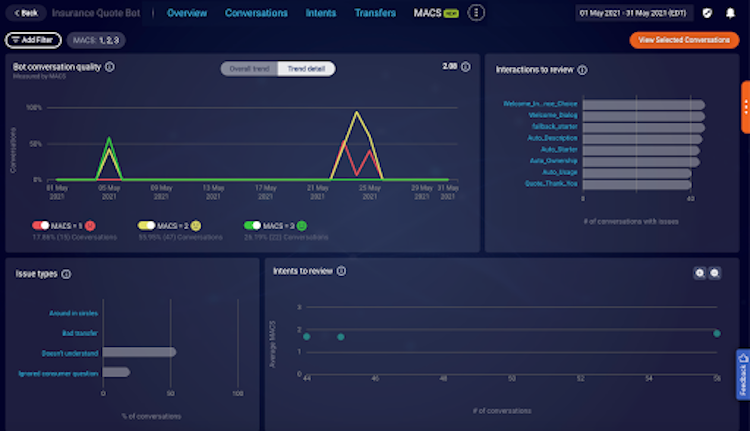 Back Insurance Quote Bot Overview Conversations Intents Transfers MACS NEW 01 May 2021 - 31 May 2021 (EDT)
Add Filter MACS: 1, 2, 3 View Selected Conversations
Bot conversation quality
Measured by MACS
Overall trend Trend detail
2.08
Conversations
100%
50%
0%
01 May 2021 05 May 2021 09 May 2021 13 May 2021 17 May 2021 21 May 2021 25 May 2021 29 May 2021 31 May 2021
MACS = 1 MACS = 2 MACS = 3
17.86% (15) Conversations 55.95% (47) Conversations 26.19% (22) Conversations
Interactions to review
Welcome_In...nce_Choice
Welcome_Dialog
fallback_starter
Auto_Description
Auto_Starter
Auto_Ownership
Auto_Usage
Quote_Thank_You
0 40
# of conversations with issues
Issue types
Around in circles
Bad transfer
Doesn't understand
Ignored consumer question
0 50 100
% of conversations
Intents to review
Average MACS
3
2
1
0
44 46 48 50 52 54 56
# of conversations
Feedback